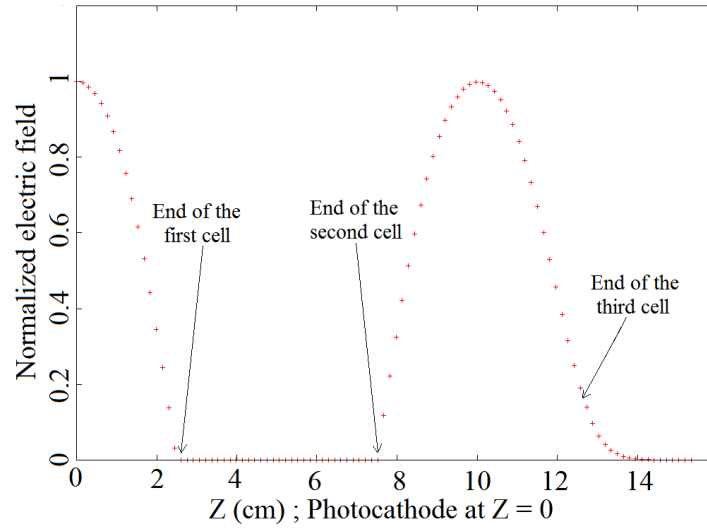 Normalized electric field
1
0.8
0.6
0.4
0.2
0
End of the
first cell
End of the
second cell
End of the
third cell
0 2 4 6 8 10 12 14
Z (cm) ; Photocathode at Z = 0